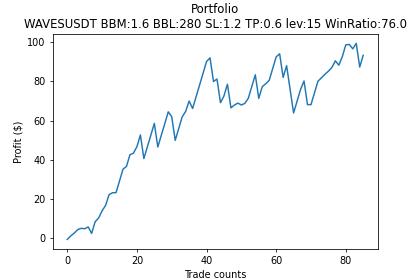 Portfolio
WAVESUSDT BBM:1.6 BBL:280 SL:1.2 TP:0.6 lev:15 WinRatio:76.0
100
80
60
40
20
0
Profit ($)
0 20 40 60 80
Trade counts